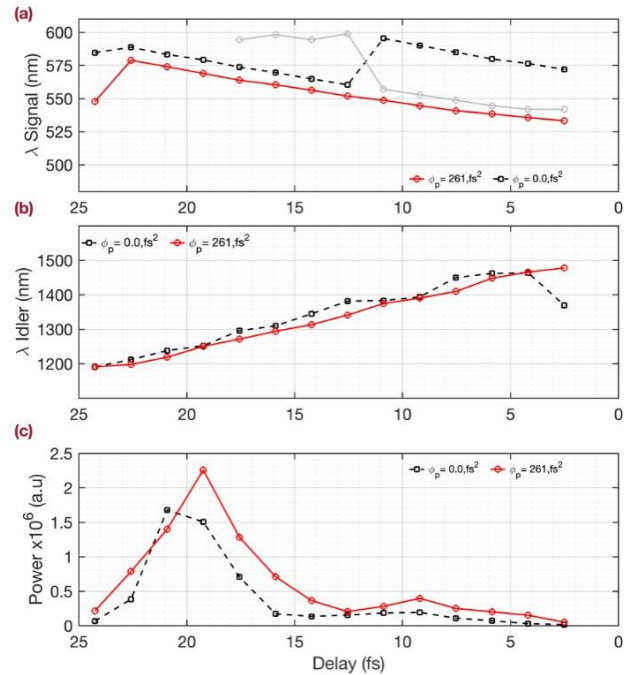 (a)
600
575
550
525
500
λ Signal (nm)
ϕp = 261,fs²
ϕp = 0.0,fs²
25 20 15 10 5 0
(b)
ϕp = 0.0,fs²
ϕp = 261,fs²
1500
1400
1300
1200
λ Idler (nm)
25 20 15 10 5 0
(c)
2.5
2
1.5
1
0.5
0
Power x10⁶ (a.u)
ϕp = 0.0,fs²
ϕp = 261,fs²
25 20 15 10 5 0
Delay (fs)